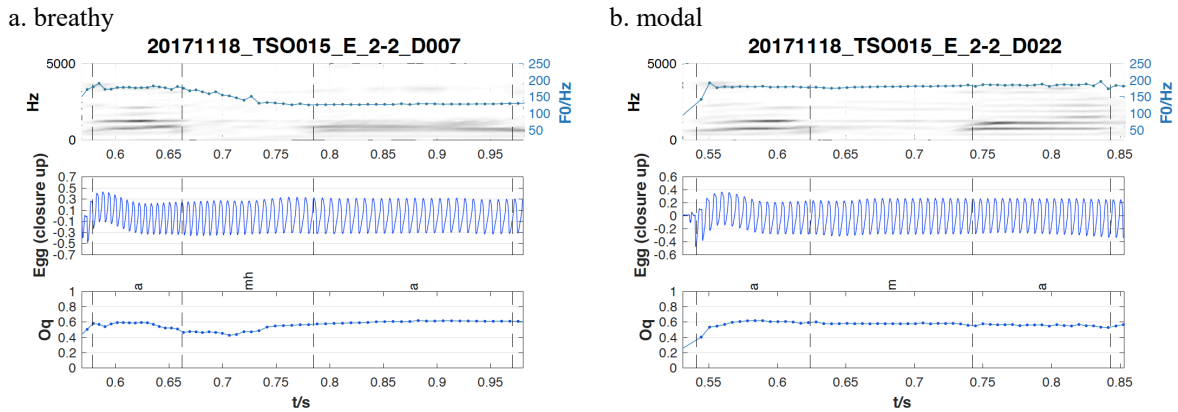 a. breathy
b. modal
20171118_TSO015_E_2-2_D007
20171118_TSO015_E_2-2_D022
5000
0
Hz
250
200
150
100
50
F0/Hz
0.6 0.65 0.7 0.75 0.8 0.85 0.9 0.95
0.7
0.5
0.3
0.1
-0.1
-0.3
-0.5
-0.7
Egg (closure up)
a mh a
1
0.8
0.6
0.4
0.2
0
Oq
0.6 0.65 0.7 0.75 0.8 0.85 0.9 0.95
t/s
5000
0
Hz
250
200
150
100
50
F0/Hz
0.55 0.6 0.65 0.7 0.75 0.8 0.85
0.6
0.4
0.2
0
-0.2
-0.4
-0.6
Egg (closure up)
a m a
1
0.8
0.6
0.4
0.2
0
Oq
0.55 0.6 0.65 0.7 0.75 0.8 0.85
t/s